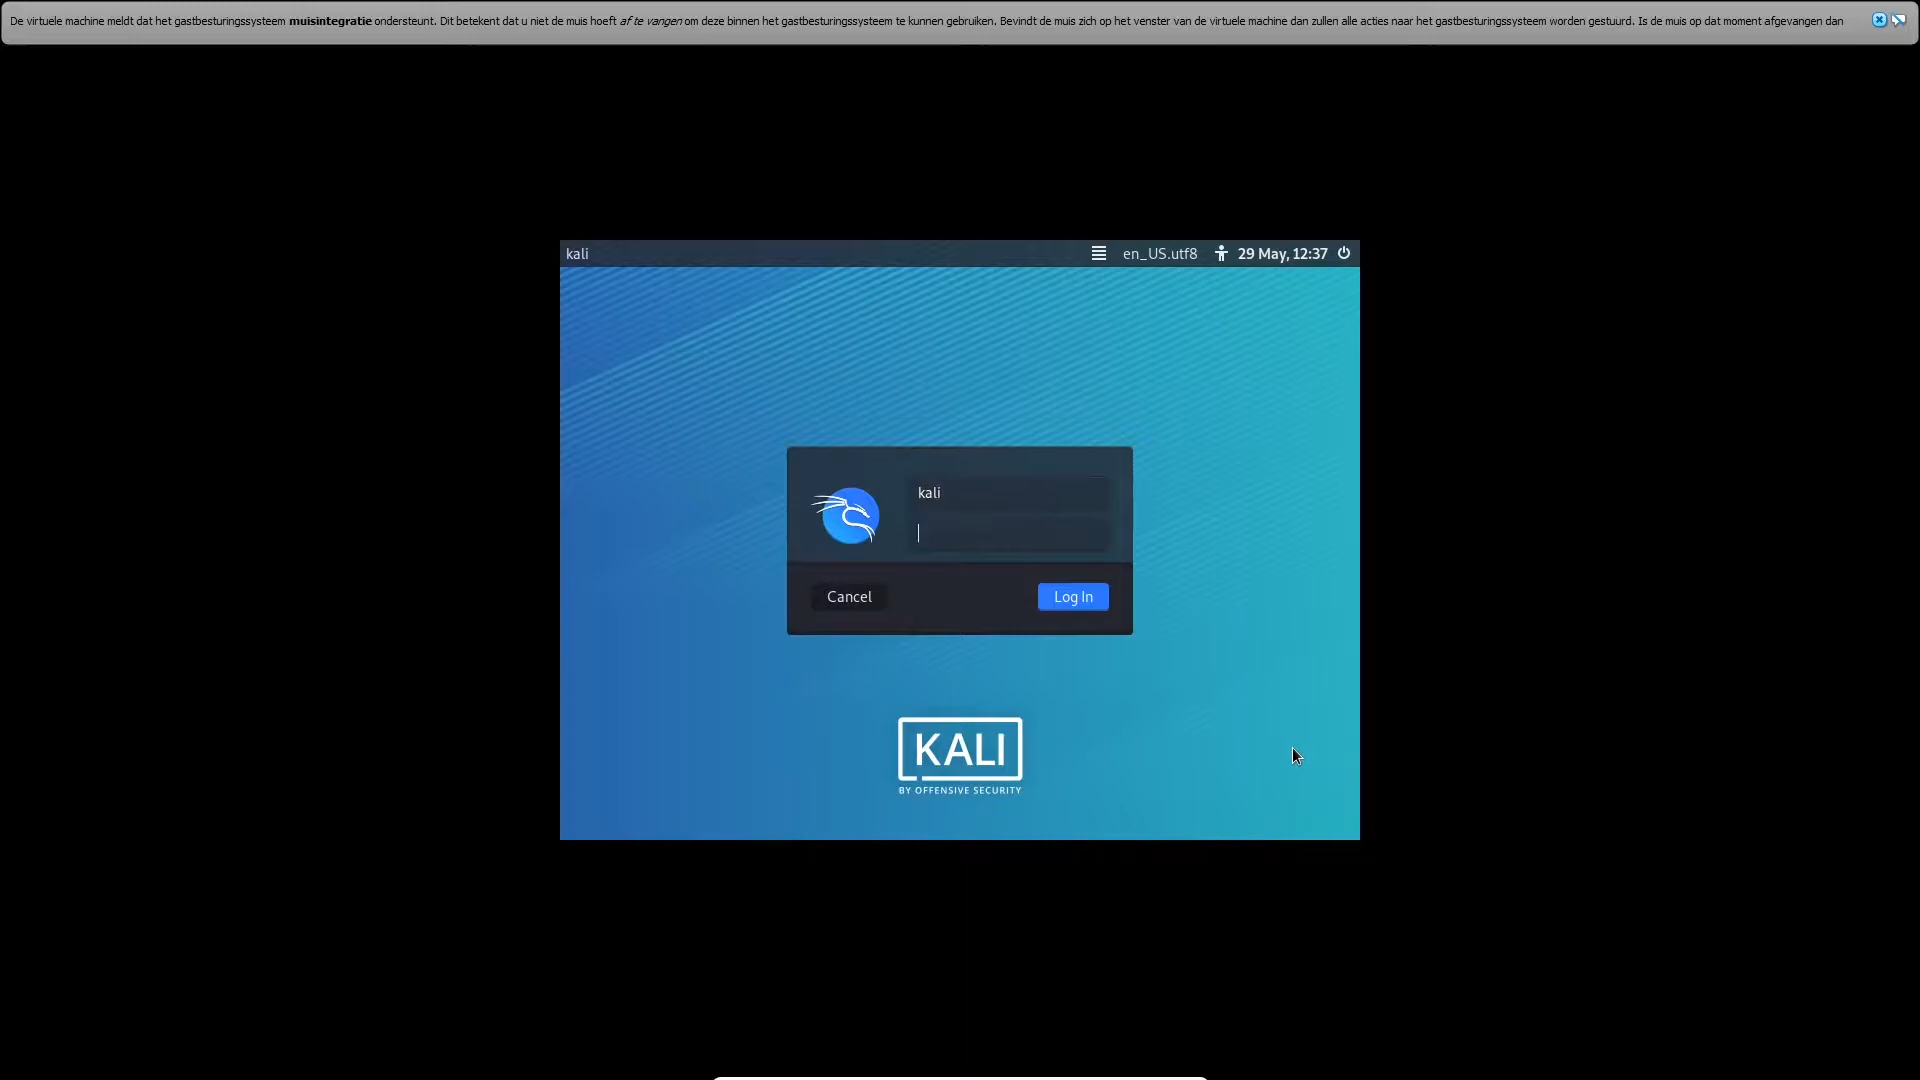 De virtuele machine meldt dat het gastbesturingssysteem muisintegratie ondersteunt. Dit betekent dat u niet de muis hoeft af te vangen om deze binnen het gastbesturingssysteem te kunnen gebruiken. Bevindt de muis zich op het venster van de virtuele machine dan zullen alle acties naar het gastbesturingssysteem worden gestuurd. Is de muis op dat moment afgevangen dan
kali en_US.utf8 29 May, 12:37
kali
Cancel Log In
KALI
BY OFFENSIVE SECURITY